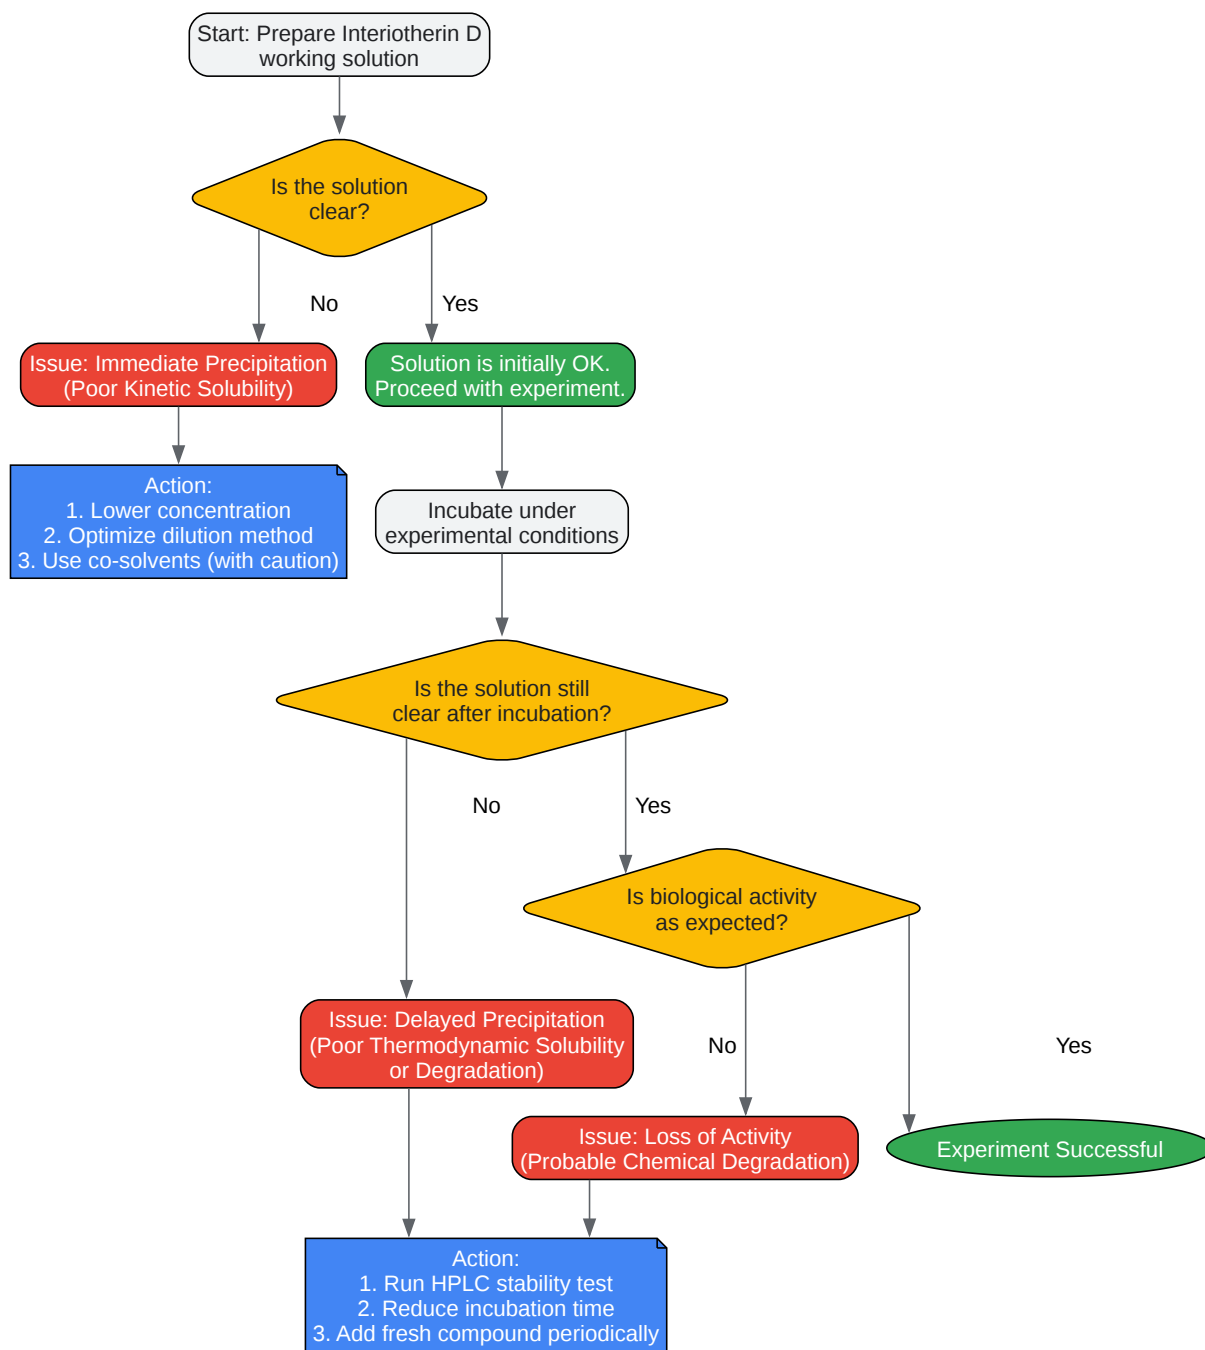 Start: Prepare Interiotherin D
working solution
Is the solution
clear?
No
Yes
Issue: Immediate Precipitation
(Poor Kinetic Solubility)
Solution is initially OK.
Proceed with experiment.
Action:
1. Lower concentration
2. Optimize dilution method
3. Use co-solvents (with caution)
Incubate under
experimental conditions
Is the solution still
clear after incubation?
No
Yes
Is biological activity
as expected?
Issue: Delayed Precipitation
(Poor Thermodynamic Solubility
or Degradation)
No
Yes
Issue: Loss of Activity
(Probable Chemical Degradation)
Experiment Successful
Action:
1. Run HPLC stability test
2. Reduce incubation time
3. Add fresh compound periodically